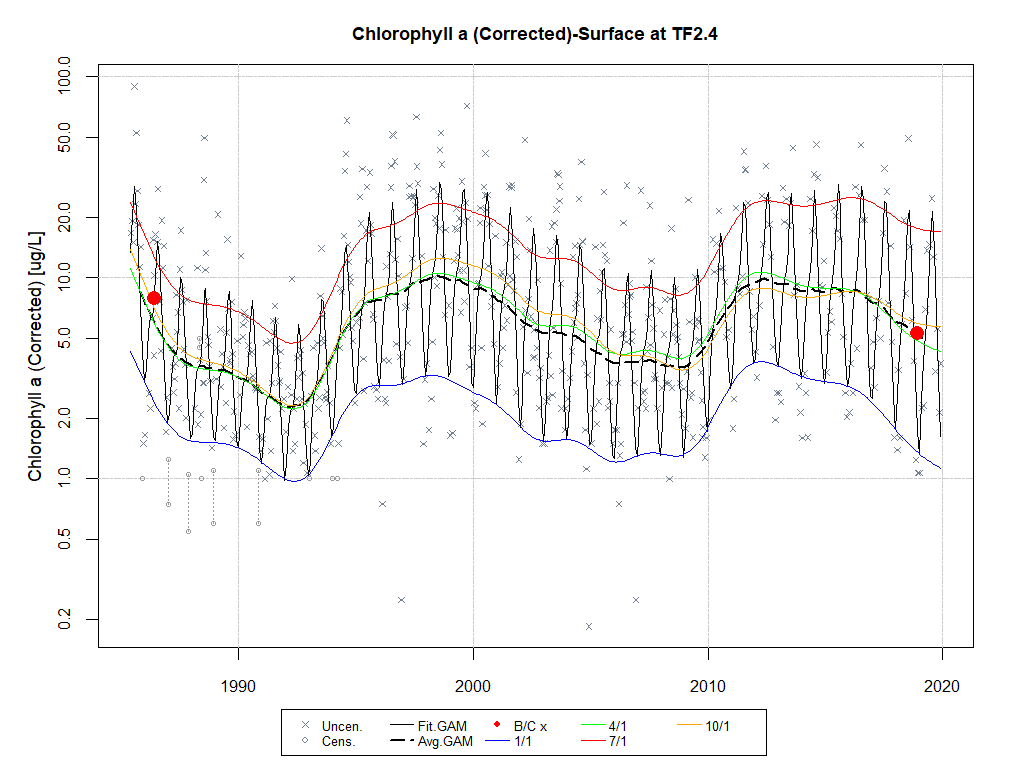 Chlorophyll a (Corrected)-Surface at TF2.4
Chlorophyll a (Corrected) [ug/L]
100.0
50.0
20.0
10.0
5.0
2.0
1.0
0.5
0.2
1990 2000 2010 2020
Uncen. Fit.GAM B/C x 4/1 10/1
Cens. Avg.GAM 1/1 7/1